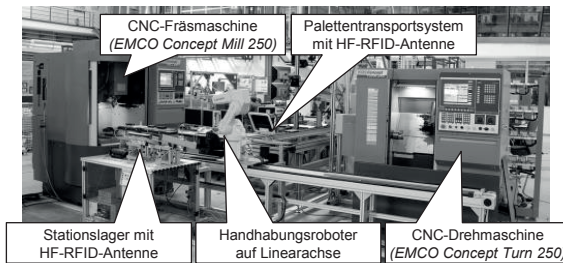 CNC-Fräsmaschine
(EMCO Concept Mill 250)
Palettentransportsystem
mit HF-RFID-Antenne
Stationslager mit
HF-RFID-Antenne
Handhabungsroboter
auf Linearachse
CNC-Drehmaschine
(EMCO Concept Turn 250)